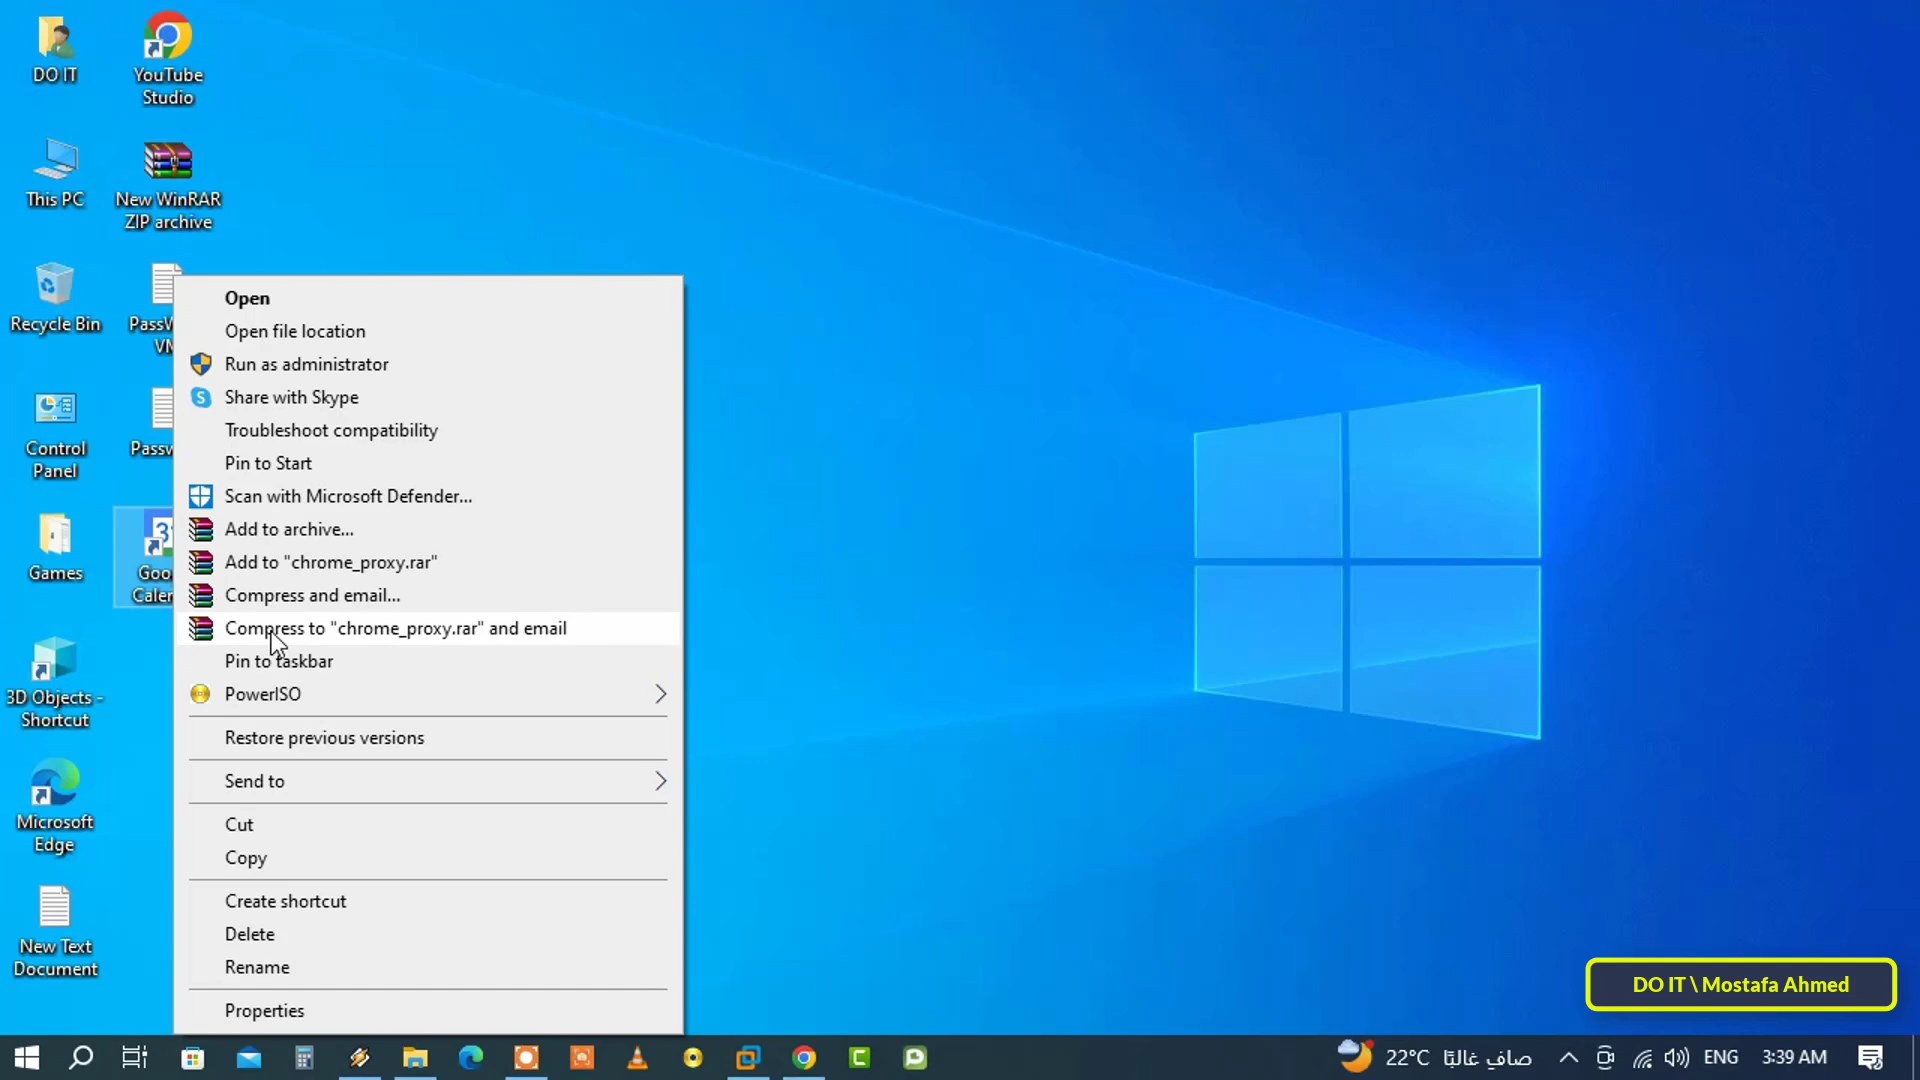 DO IT
YouTube
Studio
This PC
New WinRAR
ZIP archive
Recycle Bin
Control
Panel
Games
3D Objects -
Shortcut
Microsoft
Edge
New Text
Document
Open
Open file location
Run as administrator
Share with Skype
Troubleshoot compatibility
Pin to Start
Scan with Microsoft Defender...
Add to archive...
Add to "chrome_proxy.rar"
Compress and email...
Compress to "chrome_proxy.rar" and email
Pin to taskbar
PowerISO
Restore previous versions
Send to
Cut
Copy
Create shortcut
Delete
Rename
Properties
DO IT \ Mostafa Ahmed
22°C صافٍ غالبًا
ENG
3:39 AM